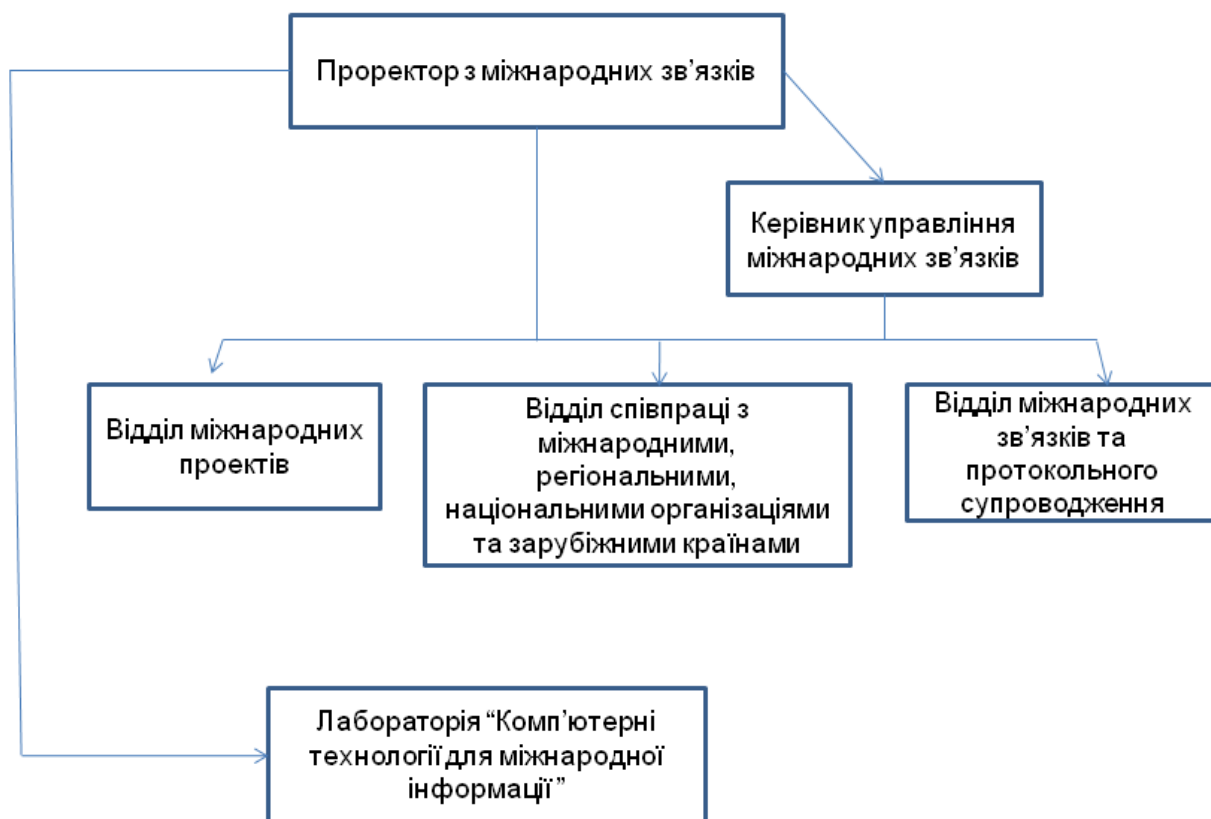 Проректор з міжнародних зв’язків
Керівник управління
міжнародних зв’язків
Відділ міжнародних
проектів
Відділ співпраці з
міжнародними,
регіональними,
національними організаціями
та зарубіжними країнами
Відділ міжнародних
зв’язків та
протокольного
супроводження
Лабораторія “Комп’ютерні
технології для міжнародної
інформації”